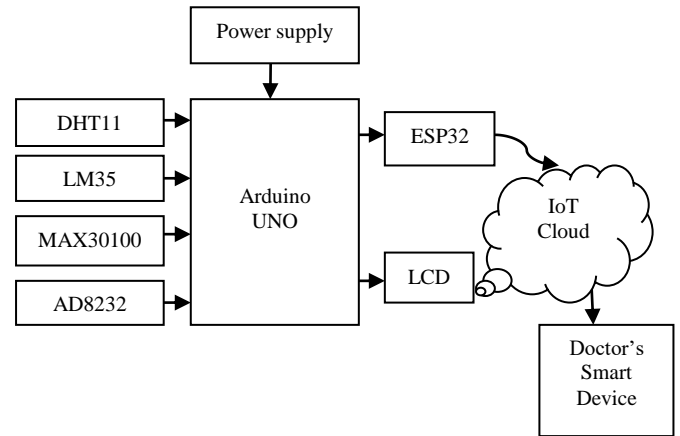 Power supply
DHT11
LM35
MAX30100
AD8232
Arduino
UNO
ESP32
LCD
IoT
Cloud
Doctor's
Smart
Device